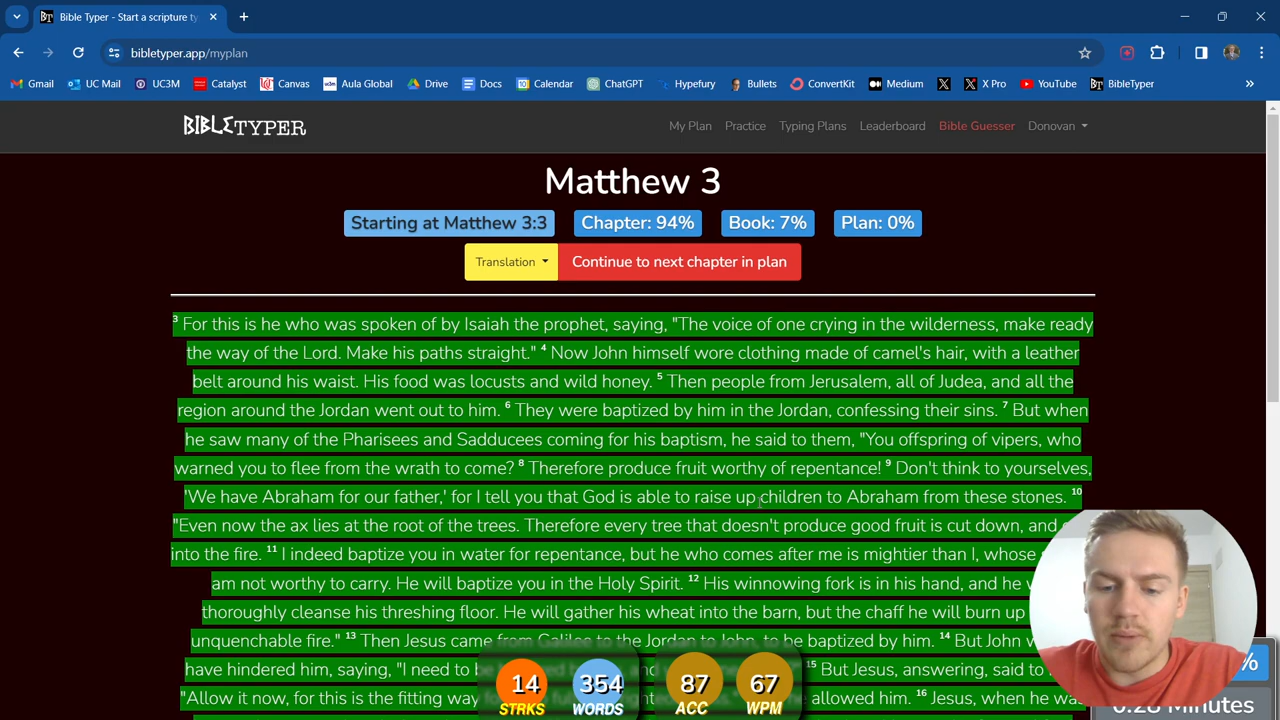 Bible Typer - Start a scripture ty
bibletyper.app/myplan
Gmail UC Mail UC3M Catalyst Canvas Aula Global Drive Docs Calendar ChatGPT Hypefury Bullets ConvertKit Medium X X Pro YouTube BibleTyper
BIBLETYPER My Plan Practice Typing Plans Leaderboard Bible Guesser Donovan
Matthew 3
Starting at Matthew 3:3 Chapter: 94% Book: 7% Plan: 0%
Translation Continue to next chapter in plan
3 For this is he who was spoken of by Isaiah the prophet, saying, "The voice of one crying in the wilderness, make ready
the way of the Lord. Make his paths straight." 4 Now John himself wore clothing made of camel's hair, with a leather
belt around his waist. His food was locusts and wild honey. 5 Then people from Jerusalem, all of Judea, and all the
region around the Jordan went out to him. 6 They were baptized by him in the Jordan, confessing their sins. 7 But when
he saw many of the Pharisees and Sadducees coming for his baptism, he said to them, "You offspring of vipers, who
warned you to flee from the wrath to come? 8 Therefore produce fruit worthy of repentance! 9 Don't think to yourselves,
'We have Abraham for our father,' for I tell you that God is able to raise up children to Abraham from these stones. 10
"Even now the ax lies at the root of the trees. Therefore every tree that doesn't produce good fruit is cut down, and
into the fire. 11 I indeed baptize you in water for repentance, but he who comes after me is mightier than I, whose
am not worthy to carry. He will baptize you in the Holy Spirit. 12 His winnowing fork is in his hand, and he
thoroughly cleanse his threshing floor. He will gather his wheat into the barn, but the chaff he will burn up
unquenchable fire." 13 Then Jesus came from Galilee to the Jordan to John, to be baptized by him. 14 But John
have hindered him, saying, "I need to 15 But Jesus, answering, said to
"Allow it now, for this is the fitting way allowed him. 16 Jesus, when he was
14 STRKS 354 WORDS 87 ACC 67 WPM
%
0.28 Minutes